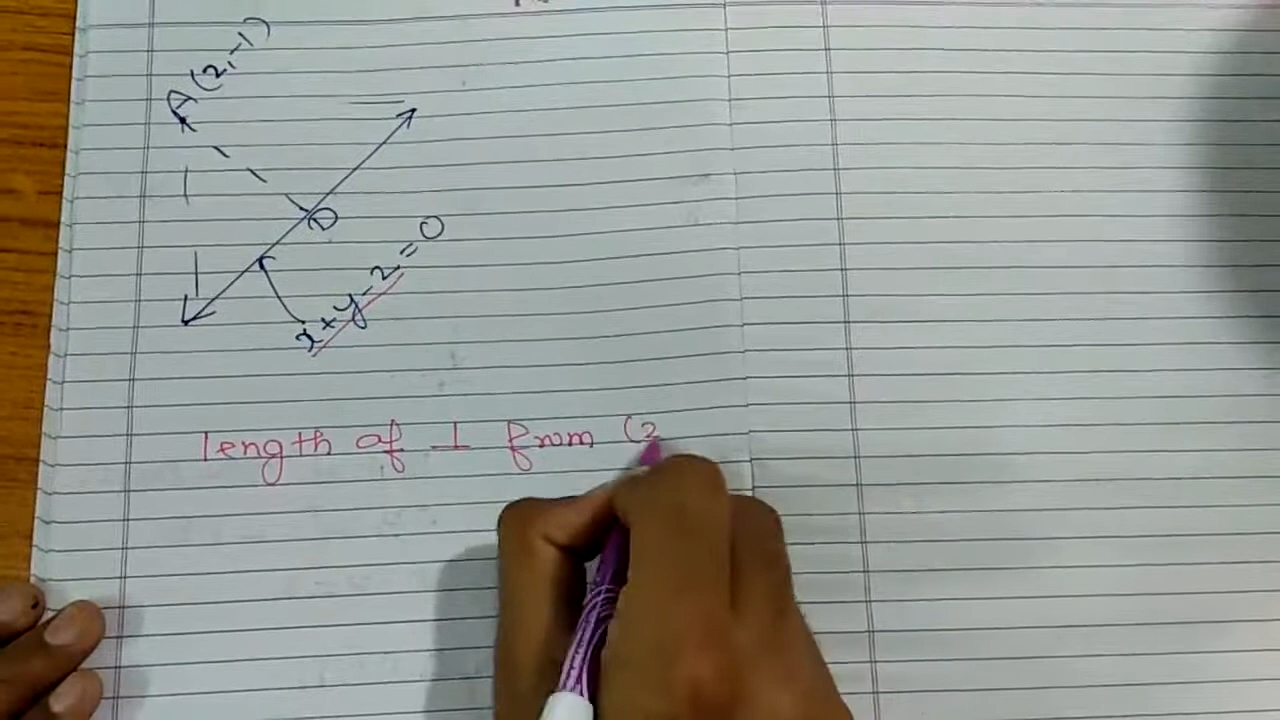 A (2,-1)
D
x+y-2=0
length of ⊥ from (2